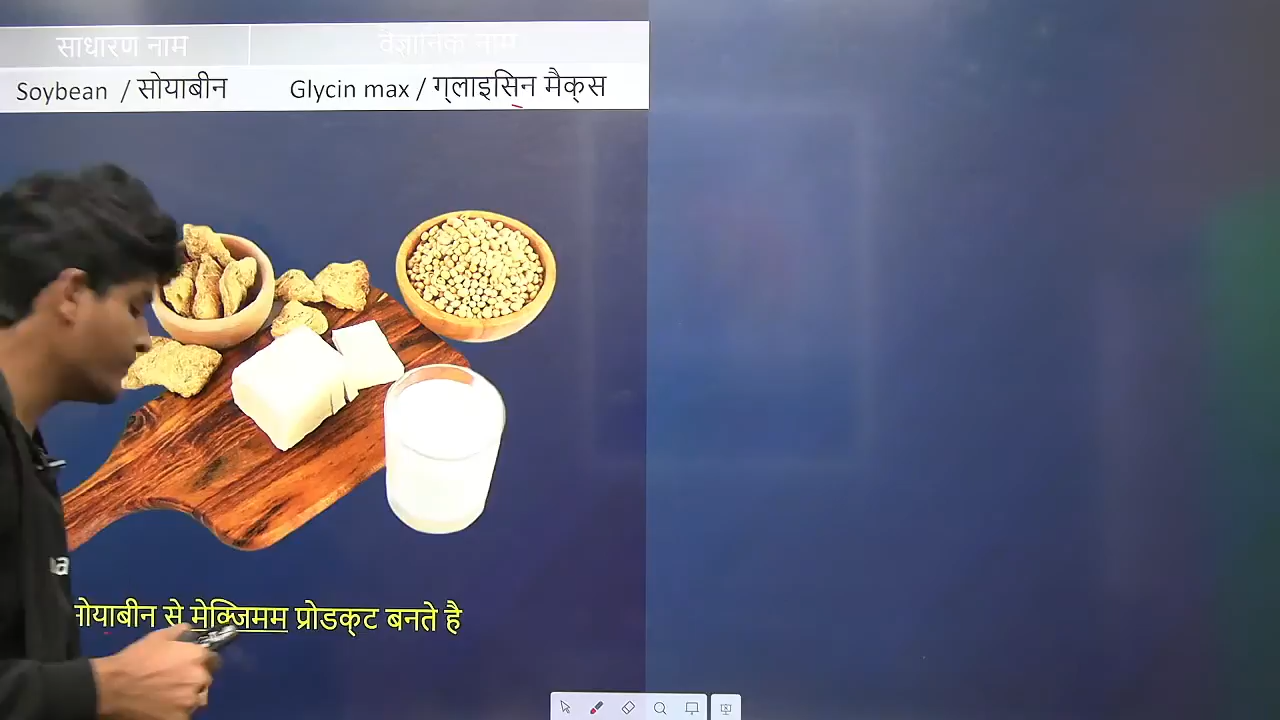 साधारण नाम वैज्ञानिक नाम
Soybean / सोयाबीन Glycin max / ग्लाइसिन मैक्स
से मेक्जिमम प्रोडक्ट बनते है